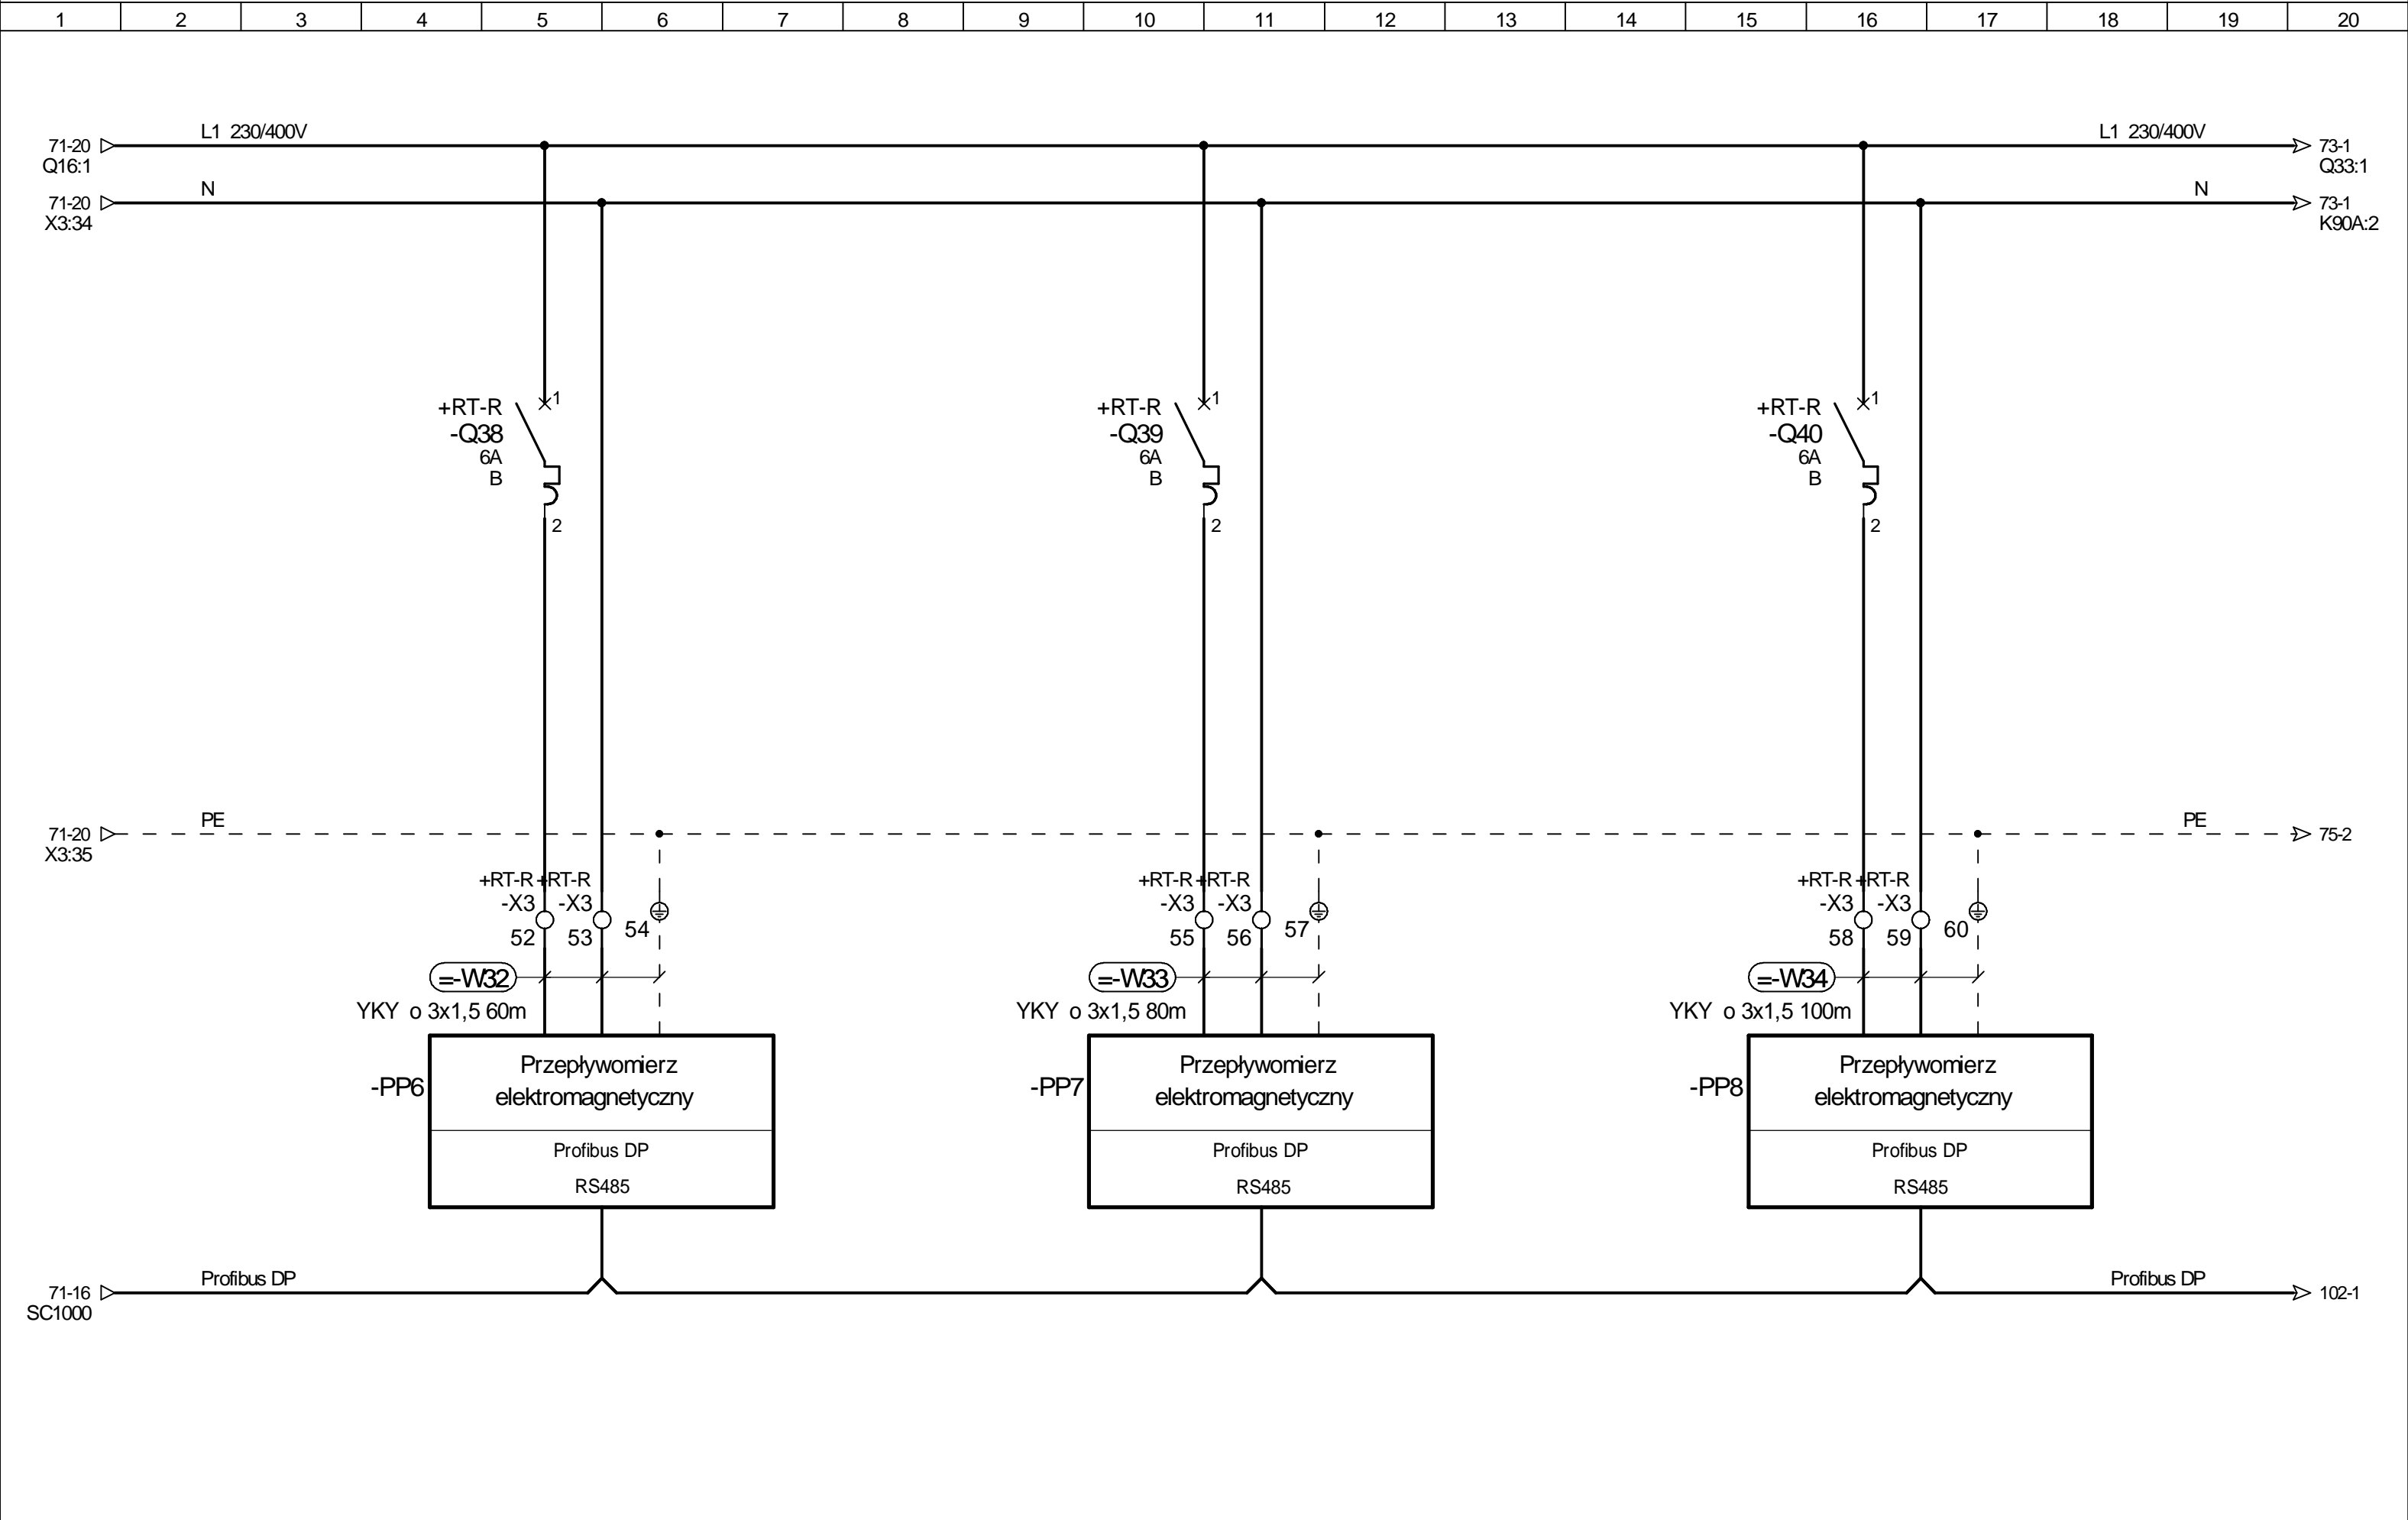 1 2 3 4 5 6 7 8 9 10 11 12 13 14 15 16 17 18 19 20
L1 230/400V L1 230/400V
71-20 73-1
Q16:1 Q33:1
N N
71-20 73-1
X3:34 K90A:2
1 1 1
+RT-R +RT-R +RT-R
-Q38 -Q39 -Q40
6A 6A 6A
B B B
2 2 2
PE PE
71-20 75-2
X3:35
+RT-R +RT-R +RT-R +RT-R +RT-R +RT-R
-X3 -X3 -X3 -X3 -X3 -X3
52 53 54 55 56 57 58 59 60
=-W32 =-W33 =-W34
YKY o 3x1,5 60m YKY o 3x1,5 80m YKY o 3x1,5 100m
Przepływomierz Przepływomierz Przepływomierz
-PP6 -PP7 -PP8
elektromagnetyczny elektromagnetyczny elektromagnetyczny
Profibus DP Profibus DP Profibus DP
RS485 RS485 RS485
Profibus DP Profibus DP
71-16 102-1
SC1000